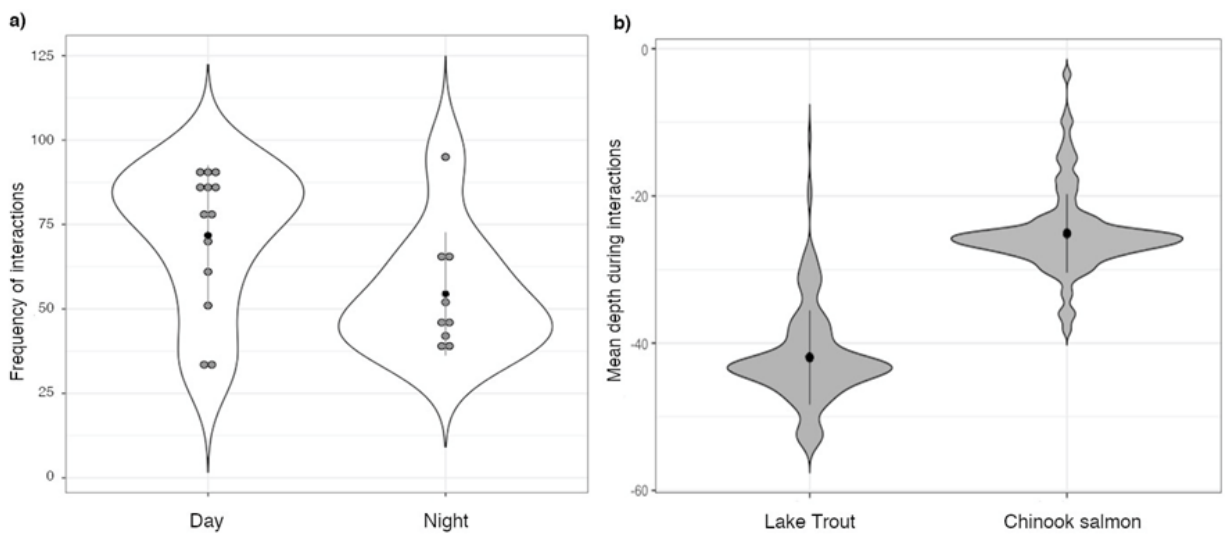 a)
Frequency of interactions
125
100
75
50
25
0
Day Night
b)
Mean depth during interactions
0
-20
-40
-60
Lake Trout Chinook salmon